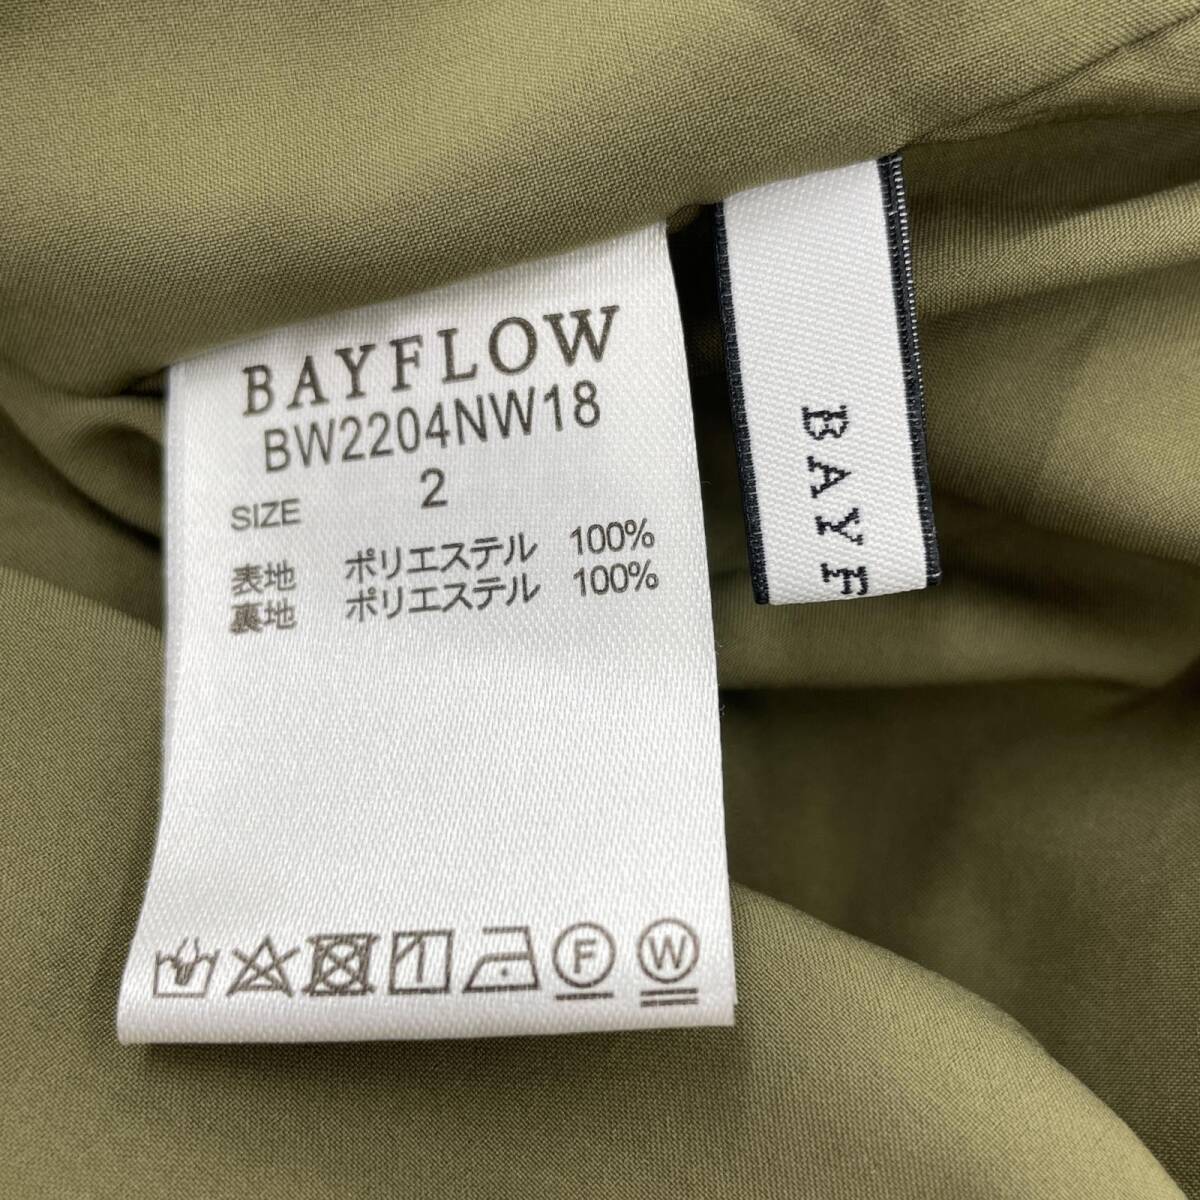 BAYFLOW
BW2204NW18
SIZE 2
表地 ポリエステル 100%
裏地 ポリエステル 100%
1
F
W
BAYF